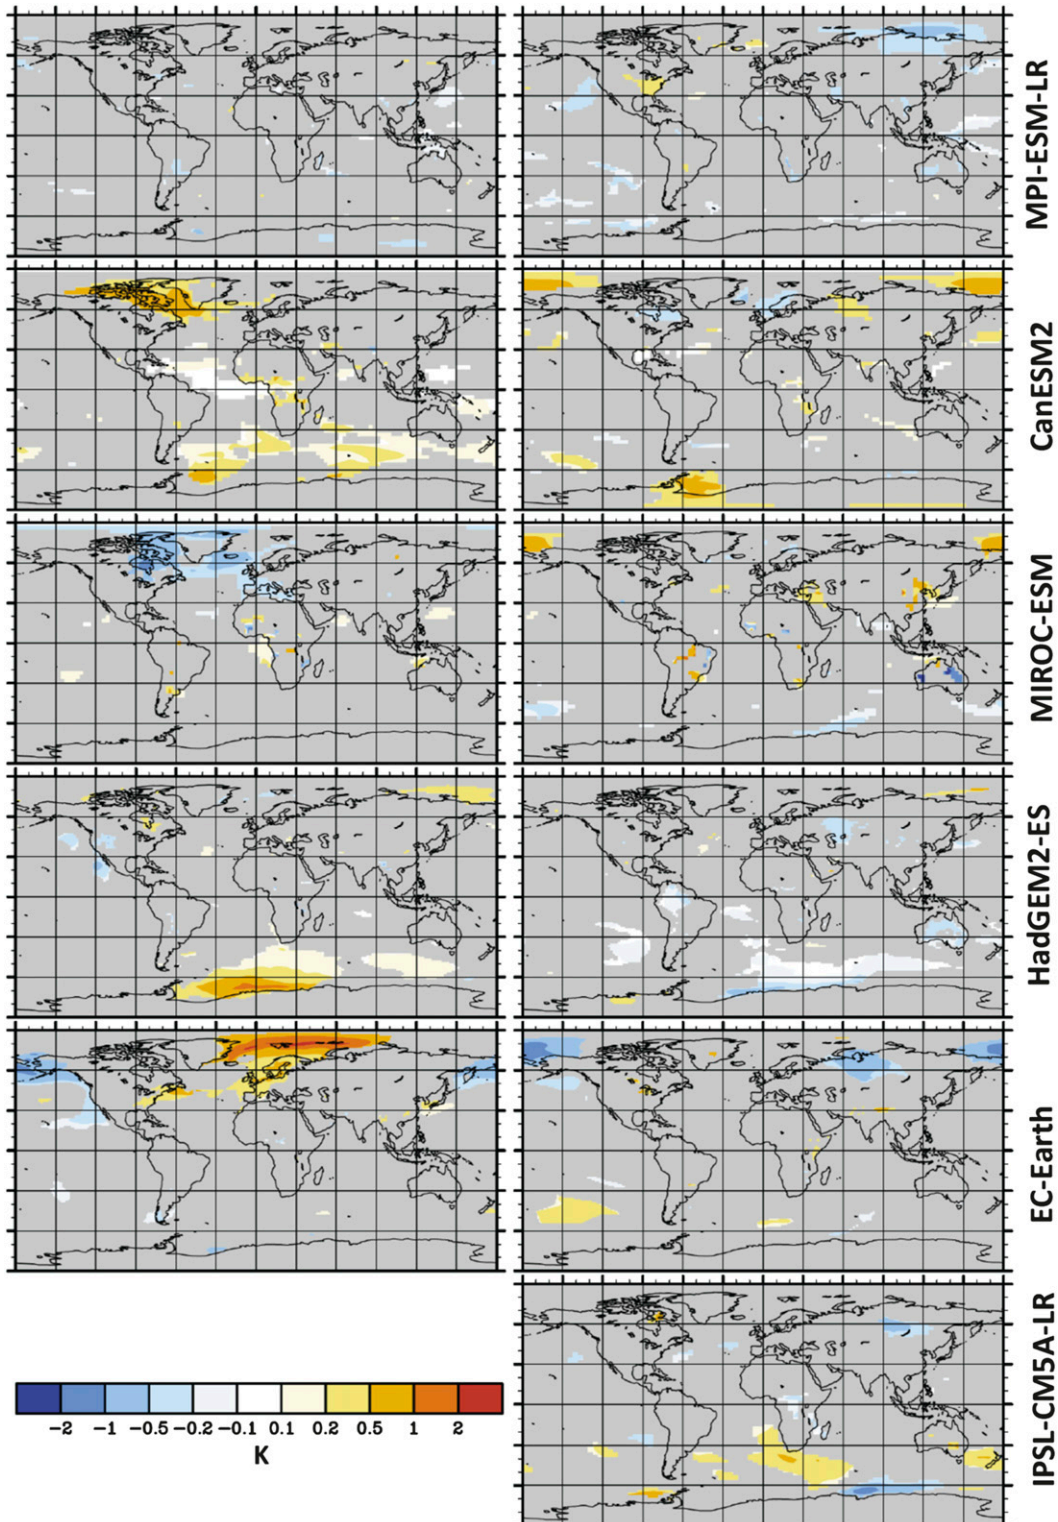 MPI-ESM-LR
CanESM2
MIROC-ESM
HadGEM2-ES
EC-Earth
IPSL-CM5A-LR
−2 −1 −0.5 −0.2 −0.1 0.1 0.2 0.5 1 2
K